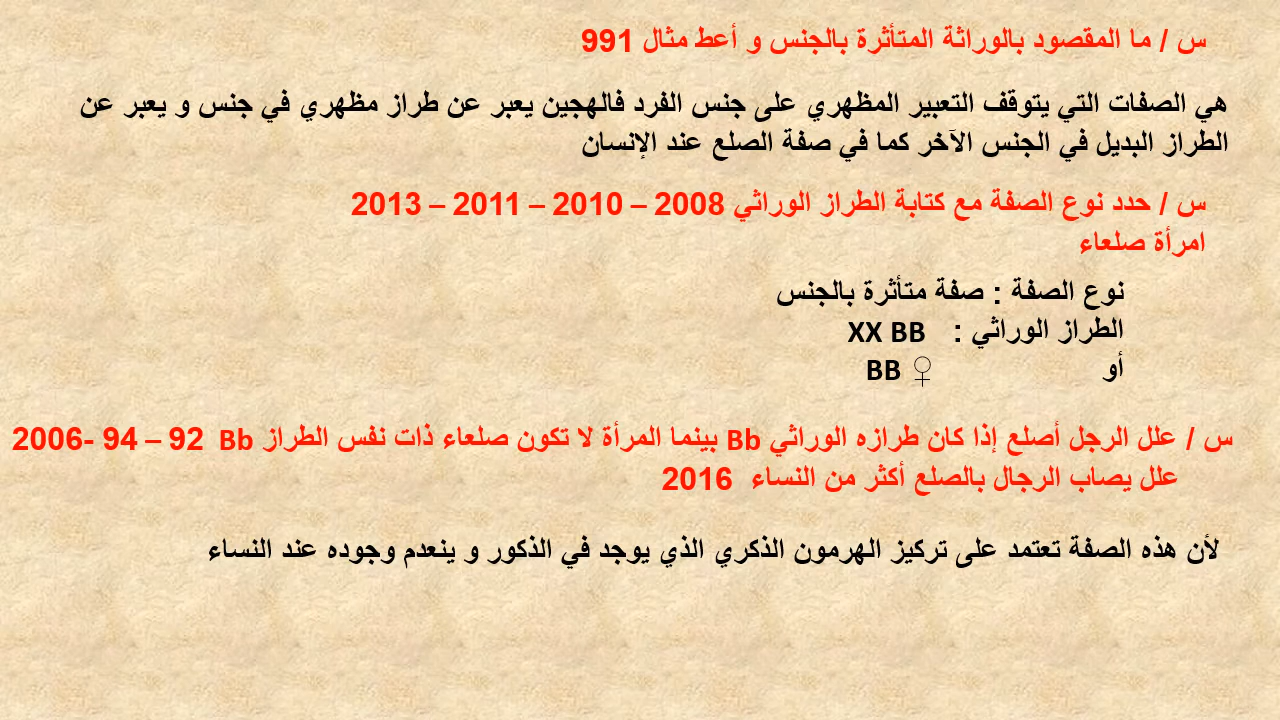 س / ما المقصود بالوراثة المتأثرة بالجنس و أعط مثال 991
هي الصفات التي يتوقف التعبير المظهري على جنس الفرد فالهجين يعبر عن طراز مظهري في جنس و يعبر عن
الطراز البديل في الجنس الآخر كما في صفة الصلع عند الإنسان
س / حدد نوع الصفة مع كتابة الطراز الوراثي 2008 – 2010 – 2011 – 2013
امرأة صلعاء
نوع الصفة : صفة متأثرة بالجنس
الطراز الوراثي : XX BB
أو ♀ BB
س / علل الرجل أصلع إذا كان طرازه الوراثي Bb بينما المرأة لا تكون صلعاء ذات نفس الطراز Bb 92 – 94 -2006
علل يصاب الرجال بالصلع أكثر من النساء 2016
لأن هذه الصفة تعتمد على تركيز الهرمون الذكري الذي يوجد في الذكور و ينعدم وجوده عند النساء